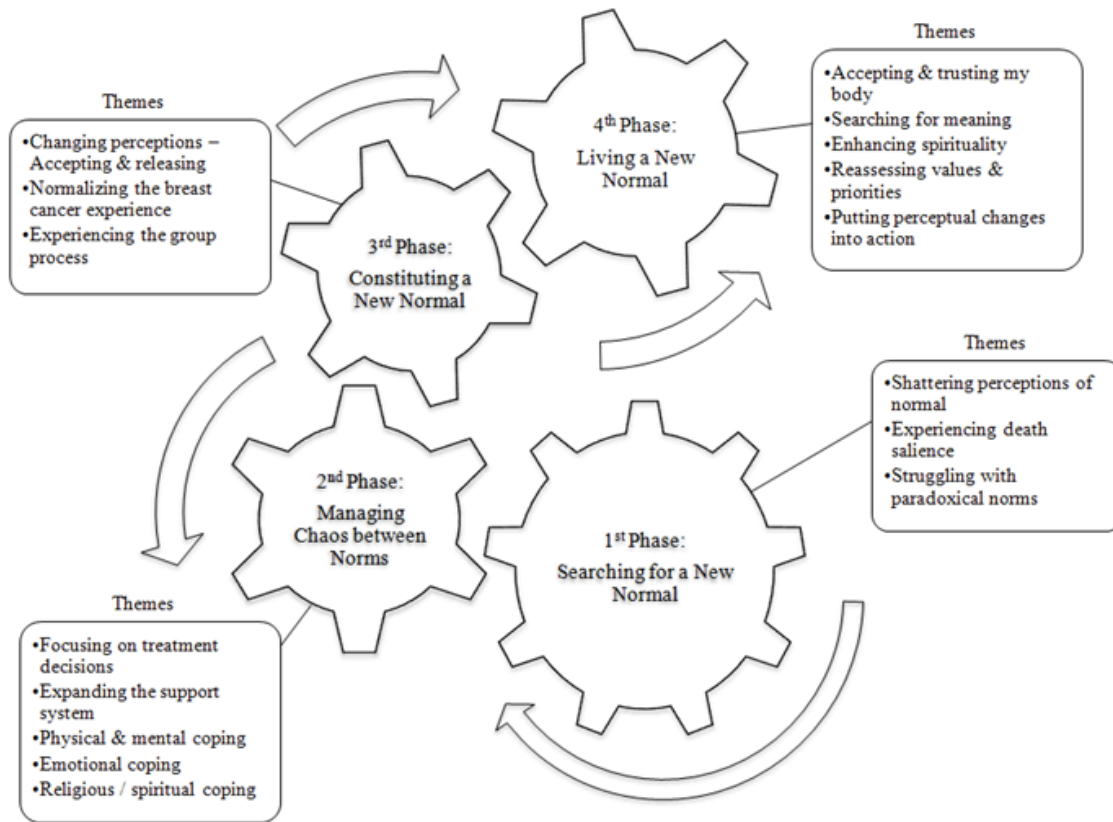 Themes
•Changing perceptions –
Accepting & releasing
•Normalizing the breast
cancer experience
•Experiencing the group
process
4th Phase:
Living a New
Normal
Themes
•Accepting & trusting my
body
•Searching for meaning
•Enhancing spirituality
•Reassessing values &
priorities
•Putting perceptual changes
into action
3rd Phase:
Constituting a
New Normal
2nd Phase:
Managing
Chaos between
Norms
1st Phase:
Searching for a New
Normal
Themes
•Shattering perceptions of
normal
•Experiencing death
salience
•Struggling with
paradoxical norms
Themes
•Focusing on treatment
decisions
•Expanding the support
system
•Physical & mental coping
•Emotional coping
•Religious / spiritual coping